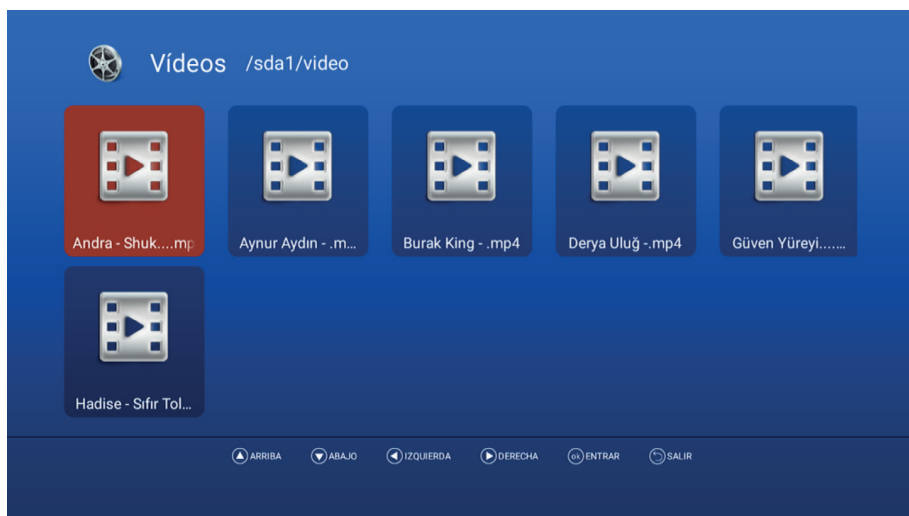 Vídeos /sda1/video
Andra - Shuk....mp
Aynur Aydın - .m...
Burak King - .mp4
Derya Uluğ -.mp4
Güven Yüreyi......
Hadise - Sıfır Tol...
ARRIBA ABAJO IZQUIERDA DERECHA ok ENTRAR SALIR